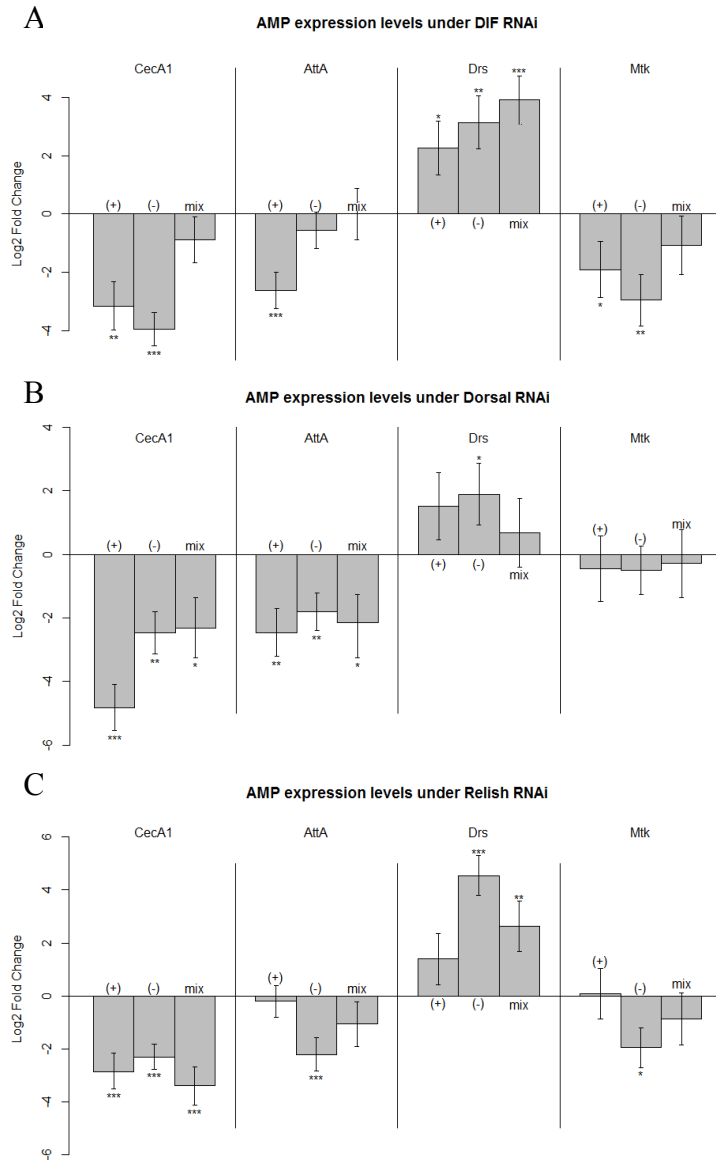 A
AMP expression levels under DIF RNAi
CecA1 AttA Drs Mtk
Log2 Fold Change
4
2
0
-2
-4
(+) (-) mix
** ***
(+) (-) mix
***
* ** ***
(+) (-) mix
(+) (-) mix
* **
B
AMP expression levels under Dorsal RNAi
CecA1 AttA Drs Mtk
Log2 Fold Change
4
2
0
-2
-4
-6
(+) (-) mix
*** ** *
(+) (-) mix
** ** *
*
(+) (-) mix
(+) (-) mix
C
AMP expression levels under Relish RNAi
CecA1 AttA Drs Mtk
Log2 Fold Change
6
4
2
0
-2
-4
-6
(+) (-) mix
*** *** ***
(+) (-) mix
***
*** **
(+) (-) mix
(+) (-) mix
*